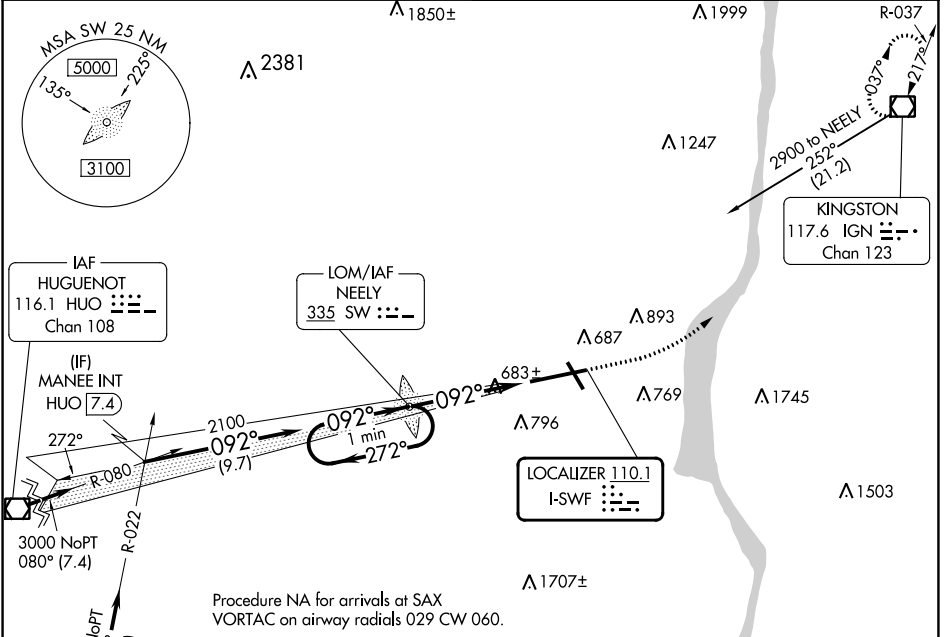 1850±
1999
R-037
MSA SW 25 NM
5000
225°
135°
3100
2381
037°
217°
1247
2900 to NEELY
252°
(21.2)
KINGSTON
117.6 IGN
Chan 123
IAF
HUGUENOT
116.1 HUO
Chan 108
LOM/IAF
NEELY
335 SW
893
687
(IF)
MANEE INT
HUO 7.4
683±
769
1745
796
2100
092°
092°
092°
1 min
272°
(9.7)
272°
R-080
LOCALIZER 110.1
I-SWF
1503
3000 NoPT
080° (7.4)
R-022
1707±
NoPT
Procedure NA for arrivals at SAX
VORTAC on airway radials 029 CW 060.